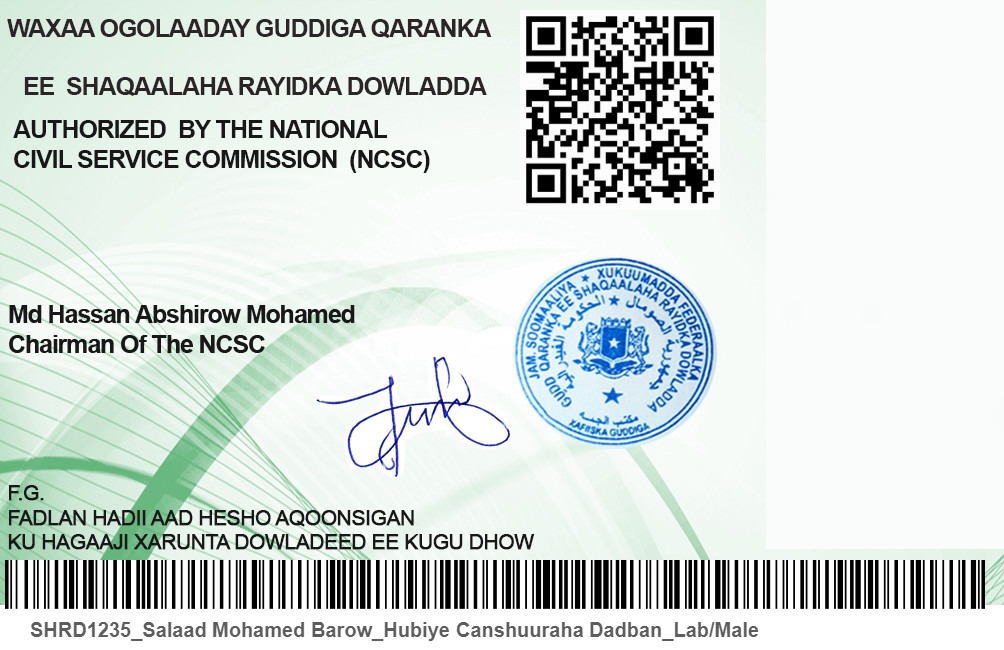 WAXAA OGOLAADAY GUDDIGA QARANKA
EE SHAQAALAHA RAYIDKA DOWLADDA
AUTHORIZED BY THE NATIONAL
CIVIL SERVICE COMMISSION (NCSC)
Md Hassan Abshirow Mohamed
Chairman Of The NCSC
JAM. SOOMAALIYA ★ XUKUUMADDA FEDERAALKA
GUDD QARANKA EE SHAQAALAHA RAYIDKA DOWLADDA
XAFIISKA GUDDIGA
F.G.
FADLAN HADII AAD HESHO AQOONSIGAN
KU HAGAAJI XARUNTA DOWLADEED EE KUGU DHOW
SHRD1235_Salaad Mohamed Barow_Hubiye Canshuuraha Dadban_Lab/Male